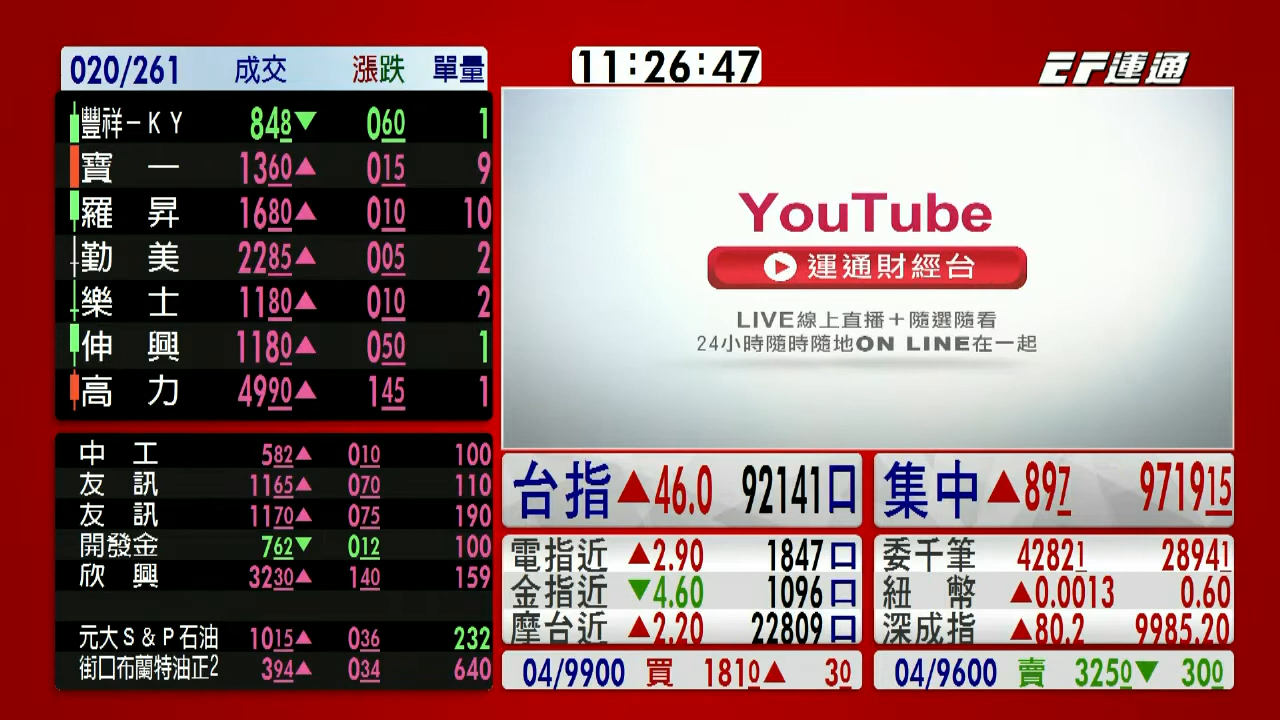 020/261 成交 漲跌 單量
豐祥－ＫＹ 848▼ 060 1
寶一 1360▲ 015 9
羅昇 1680▲ 010 10
勤美 2285▲ 005 2
樂士 1180▲ 010 2
伸興 1180▲ 050 1
高力 4990▲ 145 1
中工 582▲ 010 100
友訊 1165▲ 070 110
友訊 1170▲ 075 190
開發金 762▼ 012 100
欣興 3230▲ 140 159
元大Ｓ＆Ｐ石油 1015▲ 036 232
街口布蘭特油正2 394▲ 034 640
11:26:47
EF運通
YouTube
運通財經台
LIVE線上直播＋隨選隨看
24小時隨時隨地ON LINE在一起
台指▲46.0 92141口
電指近 ▲2.90 1847口
金指近 ▼4.60 1096口
摩台近 ▲2.20 22809口
04/9900 買 1810▲ 30
集中▲897 971915
委千筆 42821 28941
紐幣 ▲0.0013 0.60
深成指 ▲80.2 9985.20
04/9600 賣 3250▼ 300